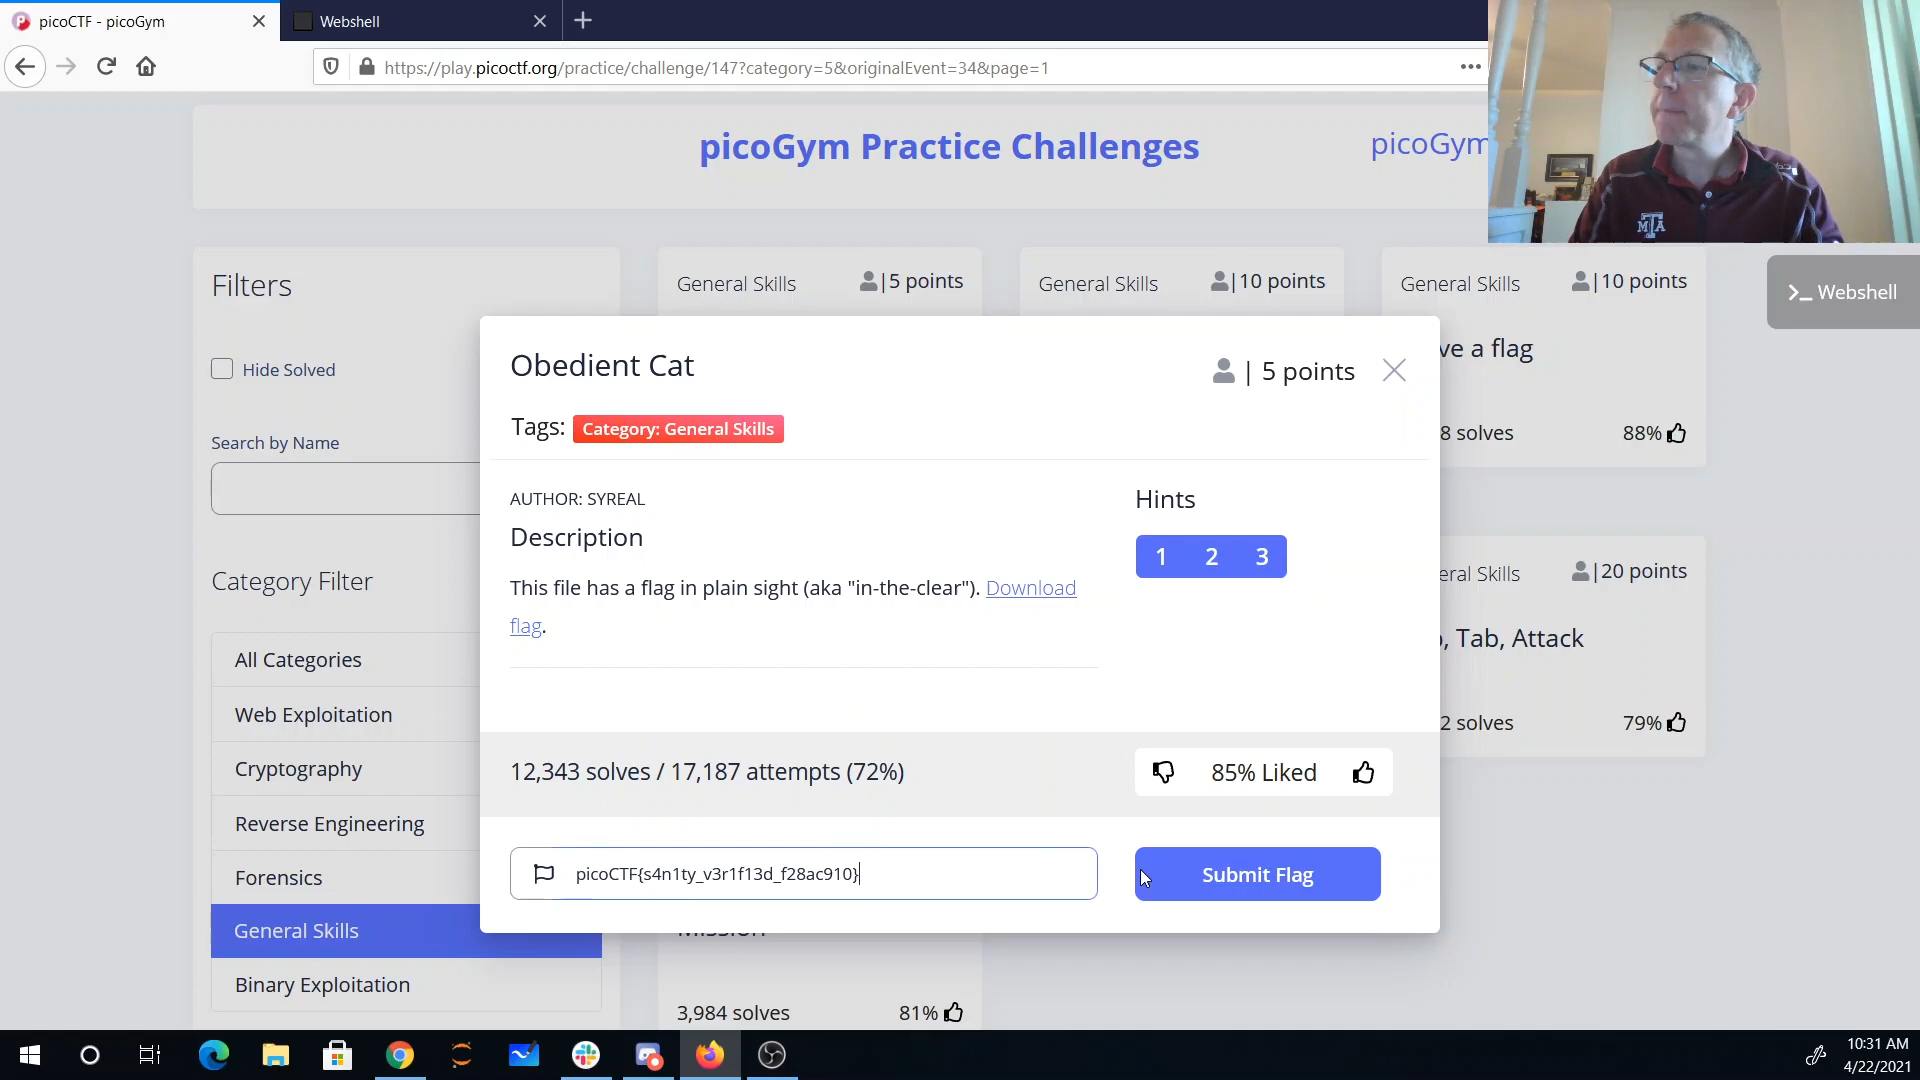 picoCTF - picoGym
Webshell
https://play.picoctf.org/practice/challenge/147?category=5&originalEvent=34&page=1
picoGym Practice Challenges
picoGym
Filters
Hide Solved
Search by Name
Category Filter
All Categories
Web Exploitation
Cryptography
Reverse Engineering
Forensics
General Skills
Binary Exploitation
General Skills
|5 points
General Skills
|10 points
General Skills
|10 points
>_ Webshell
ve a flag
8 solves
88%
eral Skills
|20 points
, Tab, Attack
2 solves
79%
Obedient Cat
| 5 points
Tags: Category: General Skills
AUTHOR: SYREAL
Description
This file has a flag in plain sight (aka "in-the-clear"). Download
flag.
Hints
1 2 3
12,343 solves / 17,187 attempts (72%)
85% Liked
picoCTF{s4n1ty_v3r1f13d_f28ac910}
Submit Flag
3,984 solves
81%
10:31 AM
4/22/2021